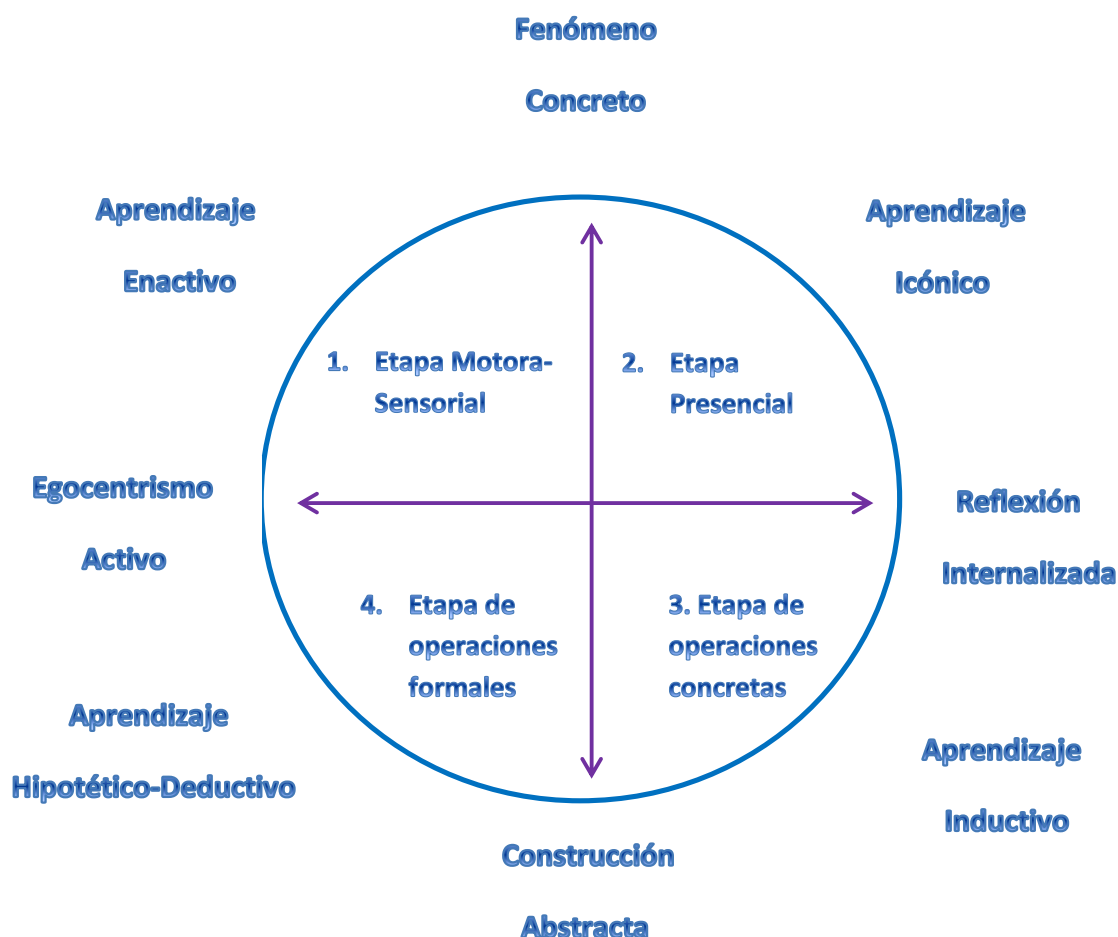 Fenómeno
Concreto
Aprendizaje
Enactivo
Aprendizaje
Icónico
1. Etapa Motora-
Sensorial
2. Etapa
Presencial
Egocentrismo
Activo
Reflexión
Internalizada
4. Etapa de
operaciones
formales
3. Etapa de
operaciones
concretas
Aprendizaje
Hipotético-Deductivo
Aprendizaje
Inductivo
Construcción
Abstracta